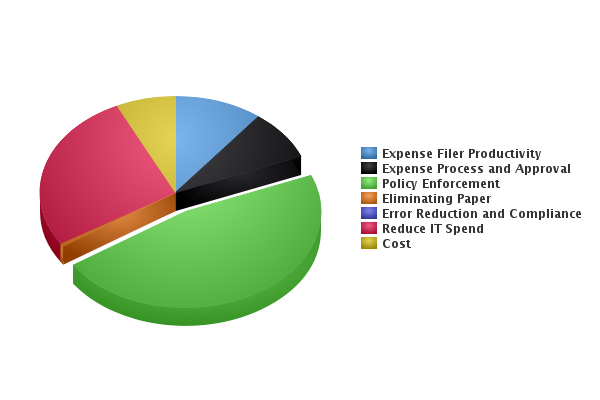 Expense Filer Productivity
Expense Process and Approval
Policy Enforcement
Eliminating Paper
Error Reduction and Compliance
Reduce IT Spend
Cost